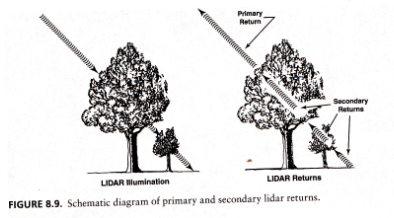 Primary
Return
Secondary
Returns
LIDAR Illumination
LIDAR Returns
FIGURE 8.9. Schematic diagram of primary and secondary lidar returns.